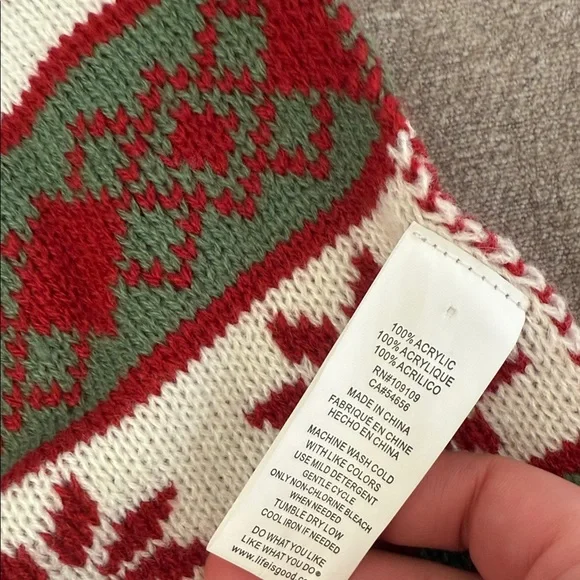 100% ACRYLIC
100% ACRYLIQUE
100% ACRILICO
RN#109109
CA#54656
MADE IN CHINA
FABRIQUÉ EN CHINE
HECHO EN CHINA
MACHINE WASH COLD
WITH LIKE COLORS
USE MILD DETERGENT
GENTLE CYCLE
ONLY NON-CHLORINE BLEACH
WHEN NEEDED
TUMBLE DRY LOW
COOL IRON IF NEEDED
DO WHAT YOU LIKE
LIKE WHAT YOU DO.®
www.lifeisgood.com